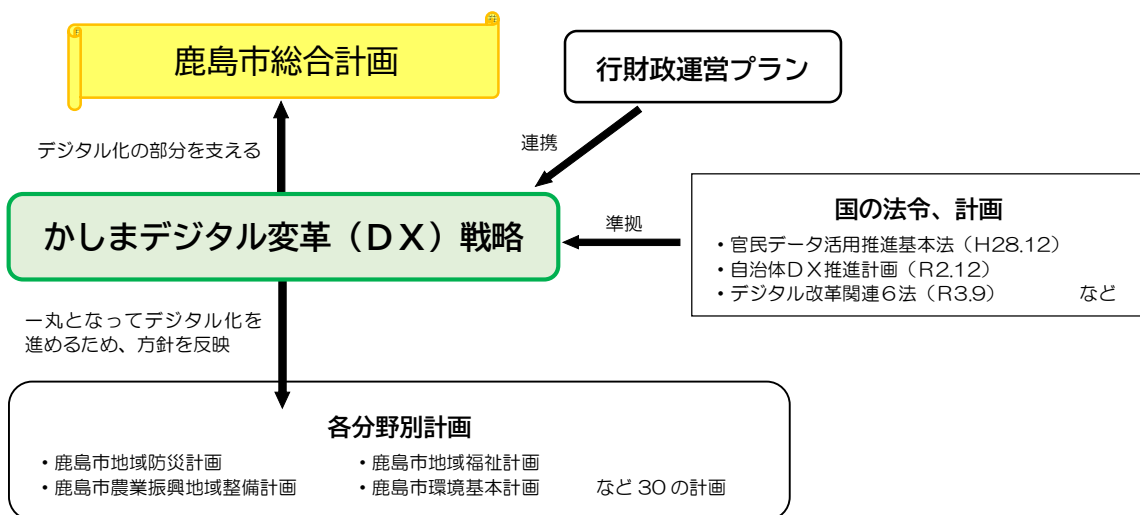 鹿島市総合計画
行財政運営プラン
デジタル化の部分を支える
連携
かしまデジタル変革（ＤＸ）戦略
準拠
国の法令、計画
・官民データ活用推進基本法（H28.12）
・自治体ＤＸ推進計画（R2.12）
・デジタル改革関連６法（R3.9） など
一丸となってデジタル化を
進めるため、方針を反映
各分野別計画
・鹿島市地域防災計画 ・鹿島市地域福祉計画
・鹿島市農業振興地域整備計画 ・鹿島市環境基本計画 など 30 の計画